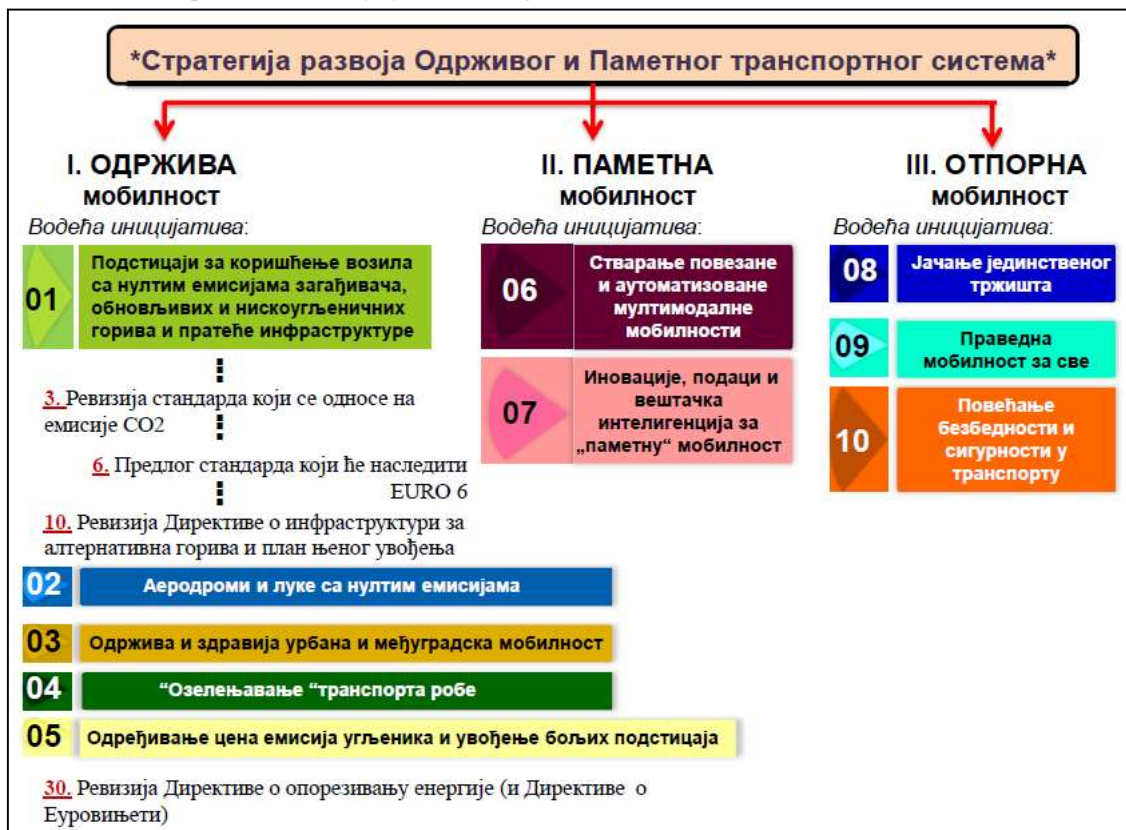 *Стратегија развоја Одрживог и Паметног транспортног система*
I. ОДРЖИВА
мобилност
Водећа иницијатива:
01
Подстицаји за коришћење возила
са нултим емисијама загађивача,
обновљивих и нискоугљеничних
горива и пратеће инфраструктуре
3. Ревизија стандарда који се односе на
емисије CO2
6. Предлог стандарда који ће наследити
EURO 6
10. Ревизија Директиве о инфраструктури за
алтернативна горива и план њеног увођења
02
Аеродроми и луке са нултим емисијама
03
Одржива и здравија урбана и међуградска мобилност
04
“Озелењавање “транспорта робе
05
Одређивање цена емисија угљеника и увођење бољих подстицаја
30. Ревизија Директиве о опорезивању енергије (и Директиве о
Еуровињети)
II. ПАМЕТНА
мобилност
Водећа иницијатива:
06
Стварање повезане
и аутоматизоване
мултимодалне
мобилности
07
Иновације, подаци и
вештачка
интелигенција за
„паметну“ мобилност
III. ОТПОРНА
мобилност
Водећа иницијатива:
08
Јачање јединственог
тржишта
09
Праведна
мобилност за све
10
Повећање
безбедности и
сигурности у
транспорту